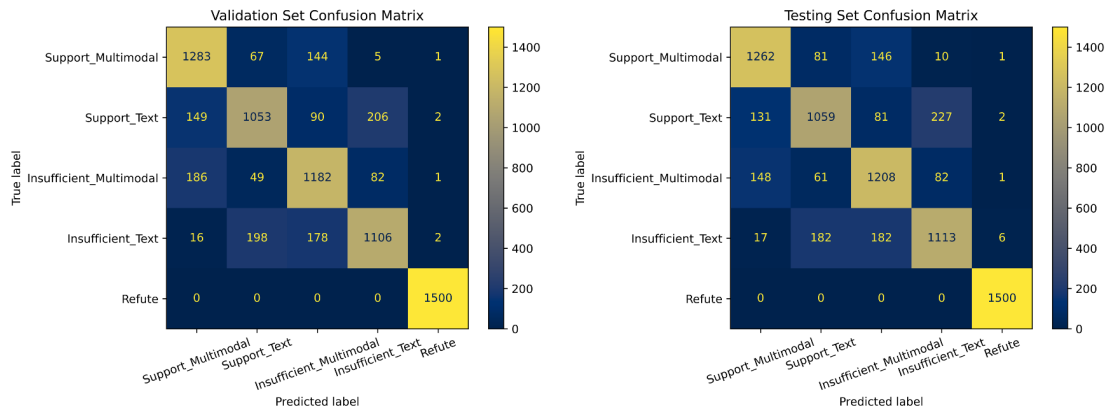 Validation Set Confusion Matrix
Support_Multimodal 1283 67 144 5 1
Support_Text 149 1053 90 206 2
Insufficient_Multimodal 186 49 1182 82 1
Insufficient_Text 16 198 178 1106 2
Refute 0 0 0 0 1500
True label
Support_Multimodal Support_Text Insufficient_Multimodal Insufficient_Text Refute
Predicted label
1400
1200
1000
800
600
400
200
0
Testing Set Confusion Matrix
Support_Multimodal 1262 81 146 10 1
Support_Text 131 1059 81 227 2
Insufficient_Multimodal 148 61 1208 82 1
Insufficient_Text 17 182 182 1113 6
Refute 0 0 0 0 1500
True label
Support_Multimodal Support_Text Insufficient_Multimodal Insufficient_Text Refute
Predicted label
1400
1200
1000
800
600
400
200
0